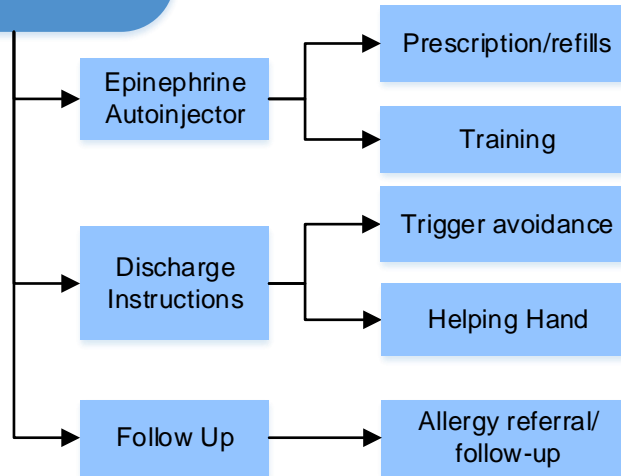 Prescription/refills
Epinephrine
Autoinjector
Training
Trigger avoidance
Discharge
Instructions
Helping Hand
Follow Up
Allergy referral/
follow-up